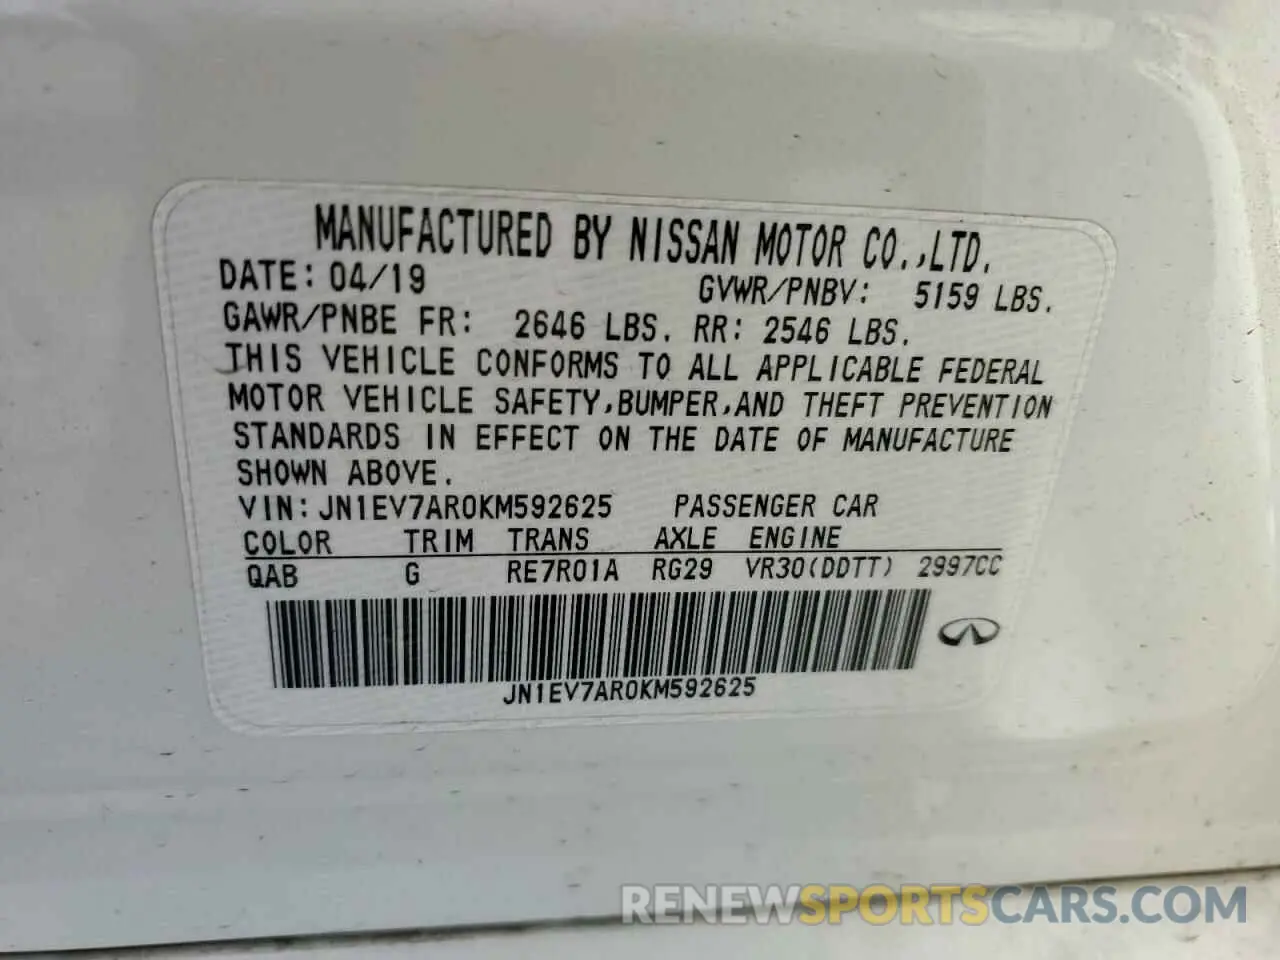 MANUFACTURED BY NISSAN MOTOR CO.,LTD.
DATE: 04/19 GVWR/PNBV: 5159 LBS.
GAWR/PNBE FR: 2646 LBS. RR: 2546 LBS.
THIS VEHICLE CONFORMS TO ALL APPLICABLE FEDERAL
MOTOR VEHICLE SAFETY,BUMPER,AND THEFT PREVENTION
STANDARDS IN EFFECT ON THE DATE OF MANUFACTURE
SHOWN ABOVE.
VIN: JN1EV7AR0KM592625 PASSENGER CAR
COLOR TRIM TRANS AXLE ENGINE
QAB G RE7R01A RG29 VR30(DDTT) 2997CC
JN1EV7AR0KM592625
RENEWSPORTSCARS.COM